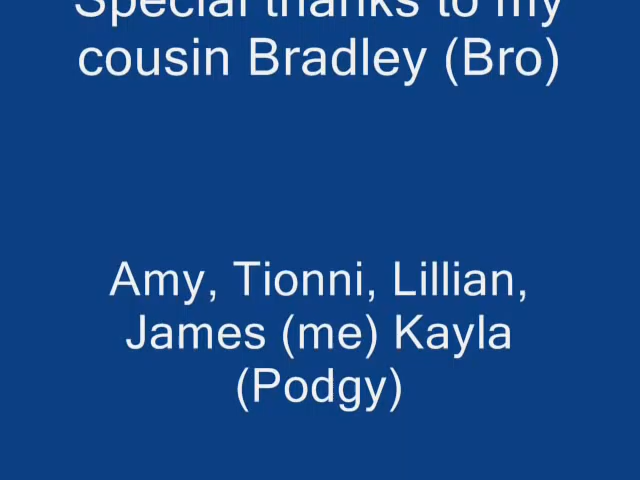 Special thanks to my
cousin Bradley (Bro)
Amy, Tionni, Lillian,
James (me) Kayla
(Podgy)